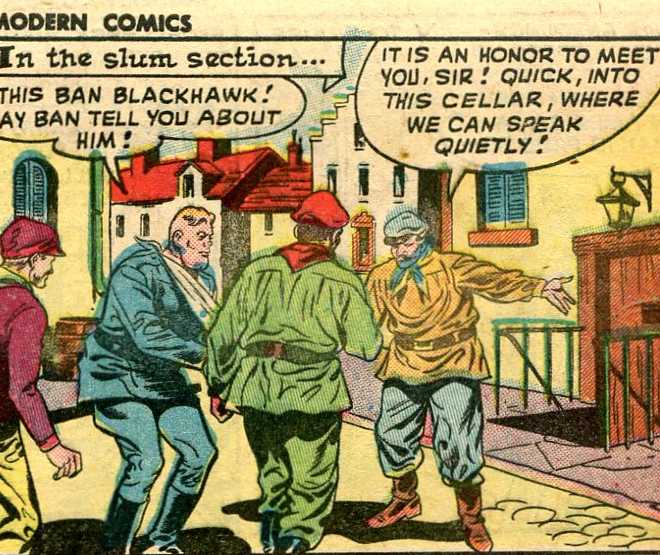 MODERN COMICS
In the slum section...
THIS BAN BLACKHAWK!
AY BAN TELL YOU ABOUT
HIM!
IT IS AN HONOR TO MEET
YOU, SIR! QUICK, INTO
THIS CELLAR, WHERE
WE CAN SPEAK
QUIETLY!